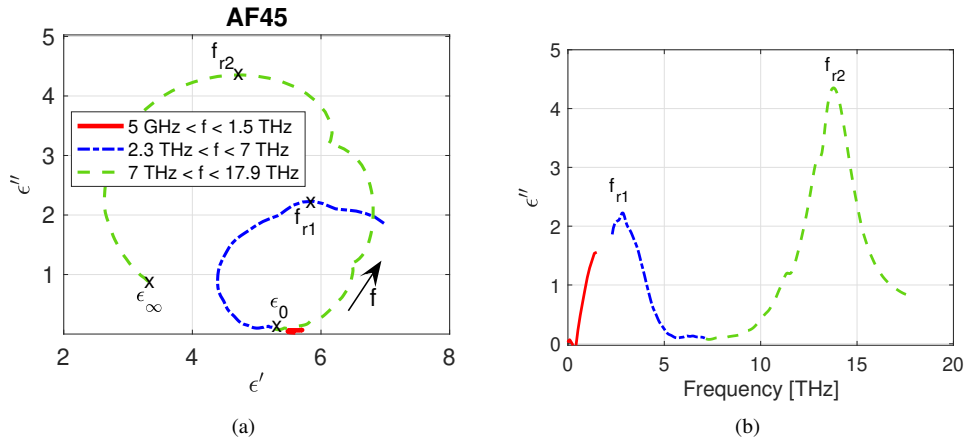 AF45
5
4
3
2
1
2 4 6 8
ϵ″
ϵ′
f_r2
5 GHz < f < 1.5 THz
2.3 THz < f < 7 THz
7 THz < f < 17.9 THz
f_r1
ϵ_∞
ϵ_0
f
(a)
5
4
3
2
1
0
0 5 10 15 20
ϵ″
Frequency [THz]
f_r1
f_r2
(b)